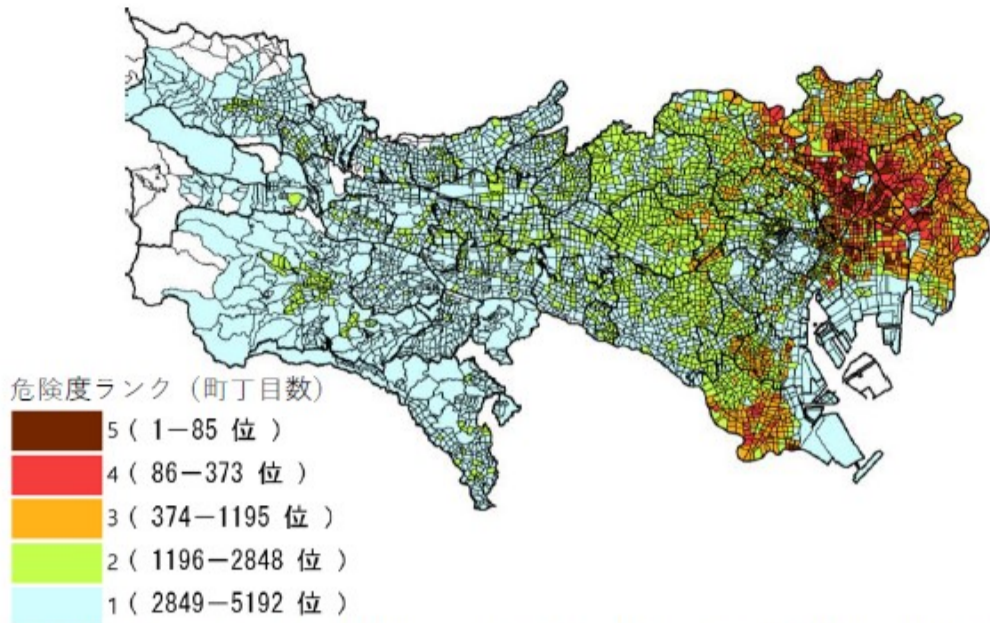 危険度ランク (町丁目数)
5 ( 1−85 位 )
4 ( 86−373 位 )
3 ( 374−1195 位 )
2 ( 1196−2848 位 )
1 ( 2849−5192 位 )